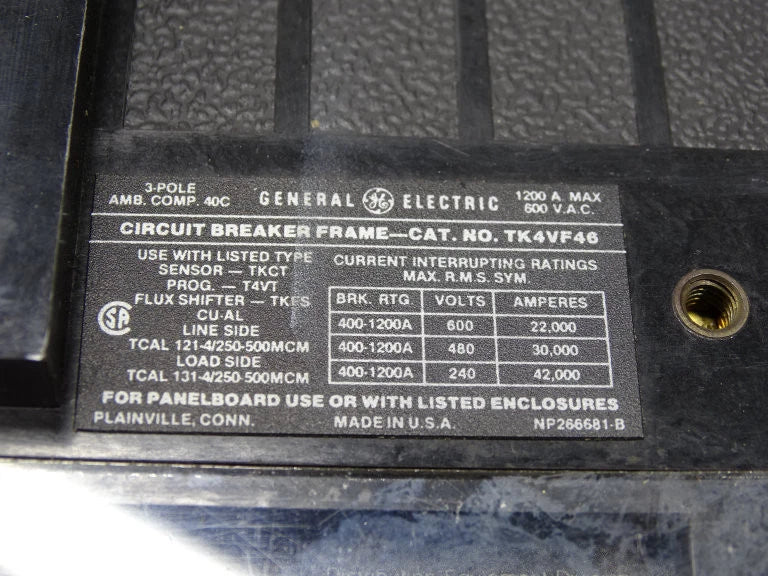 3-POLE
AMB. COMP. 40C
GENERAL GE ELECTRIC
1200 A. MAX
600 V.A.C.
CIRCUIT BREAKER FRAME—CAT. NO. TK4VF46
USE WITH LISTED TYPE
SENSOR — TKCT
PROG. — T4VT
FLUX SHIFTER — TKFS
CU-AL
LINE SIDE
TCAL 121-4/250-500MCM
LOAD SIDE
TCAL 131-4/250-500MCM
SA
CURRENT INTERRUPTING RATINGS
MAX. R.M.S. SYM.
BRK. RTG. VOLTS AMPERES
400-1200A 600 22,000
400-1200A 480 30,000
400-1200A 240 42,000
FOR PANELBOARD USE OR WITH LISTED ENCLOSURES
PLAINVILLE, CONN. MADE IN U.S.A. NP266681-B